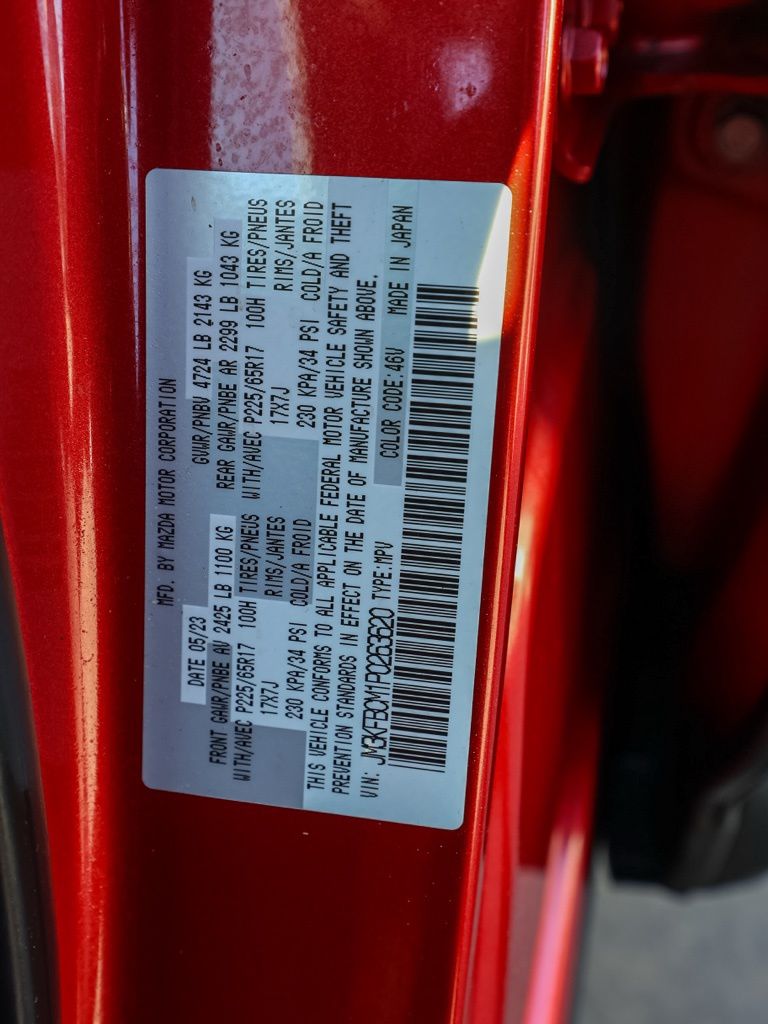 MFD. BY MAZDA MOTOR CORPORATION
DATE 05/23 GVWR/PNBV 4724 LB 2143 KG
FRONT GAWR/PNBE AV 2425 LB 1100 KG REAR GAWR/PNBE AR 2299 LB 1043 KG
WITH/AVEC P225/65R17 100H TIRES/PNEUS WITH/AVEC P225/65R17 100H TIRES/PNEUS
17X7J RIMS/JANTES 17X7J RIMS/JANTES
230 KPA/34 PSI COLD/A FROID 230 KPA/34 PSI COLD/A FROID
THIS VEHICLE CONFORMS TO ALL APPLICABLE FEDERAL MOTOR VEHICLE SAFETY AND THEFT
PREVENTION STANDARDS IN EFFECT ON THE DATE OF MANUFACTURE SHOWN ABOVE.
VIN: JM3KFBCM1P0263620 TYPE:MPV COLOR CODE:46V MADE IN JAPAN